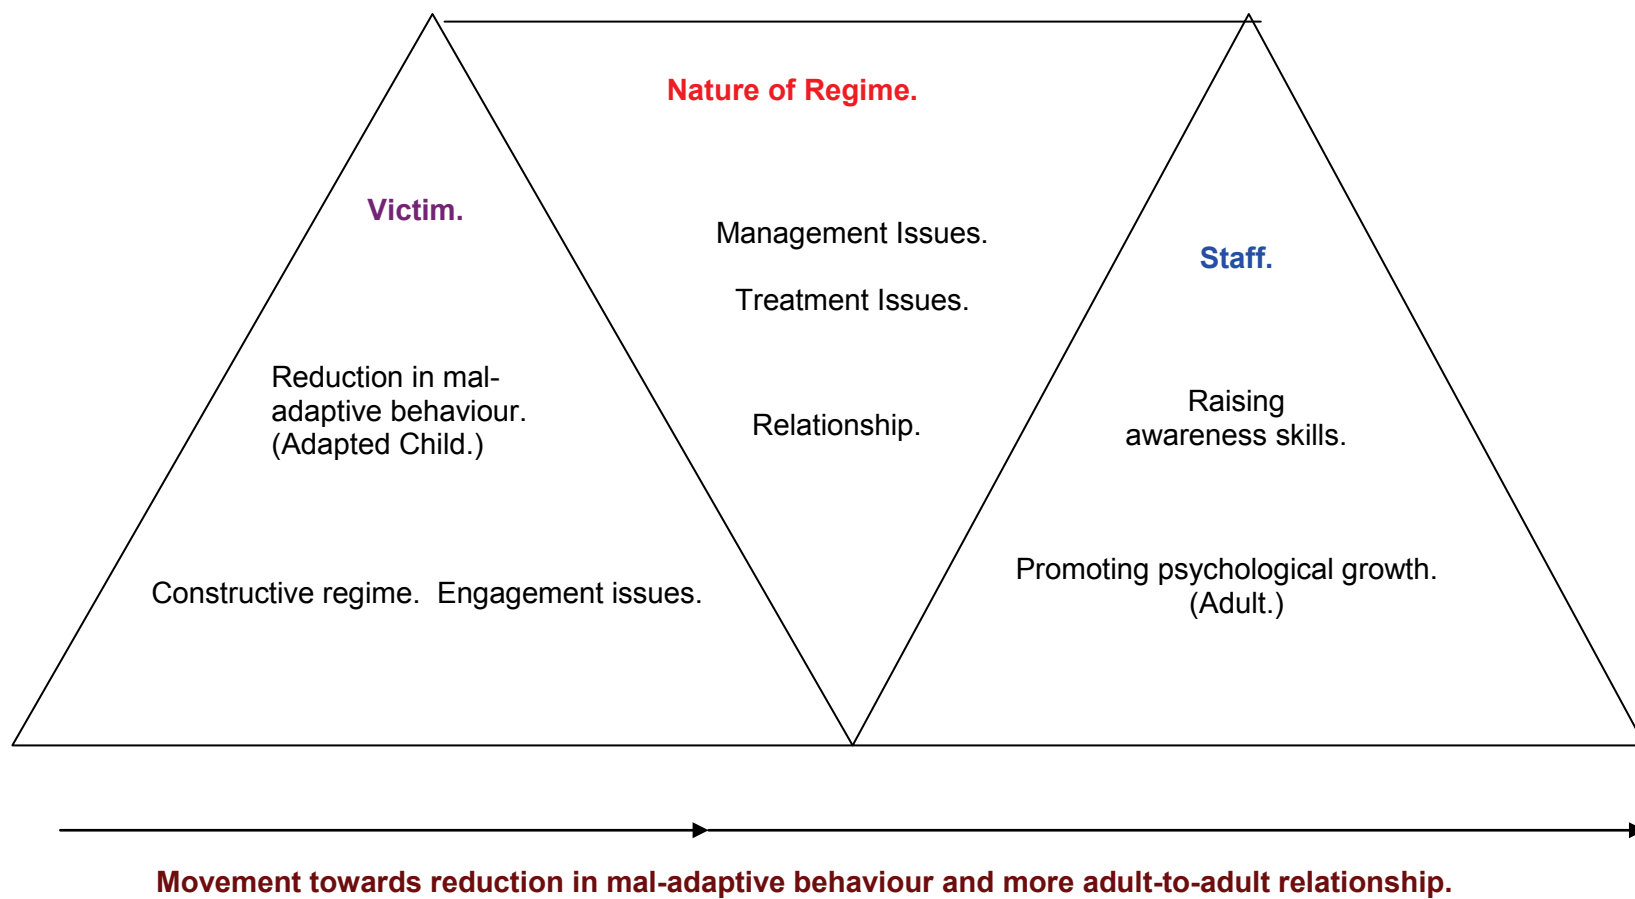 Nature of Regime.
Victim.
Management Issues.
Staff.
Treatment Issues.
Reduction in mal-
adaptive behaviour.
(Adapted Child.)
Relationship.
Raising
awareness skills.
Constructive regime.  Engagement issues.
Promoting psychological growth.
(Adult.)
Movement towards reduction in mal-adaptive behaviour and more adult-to-adult relationship.